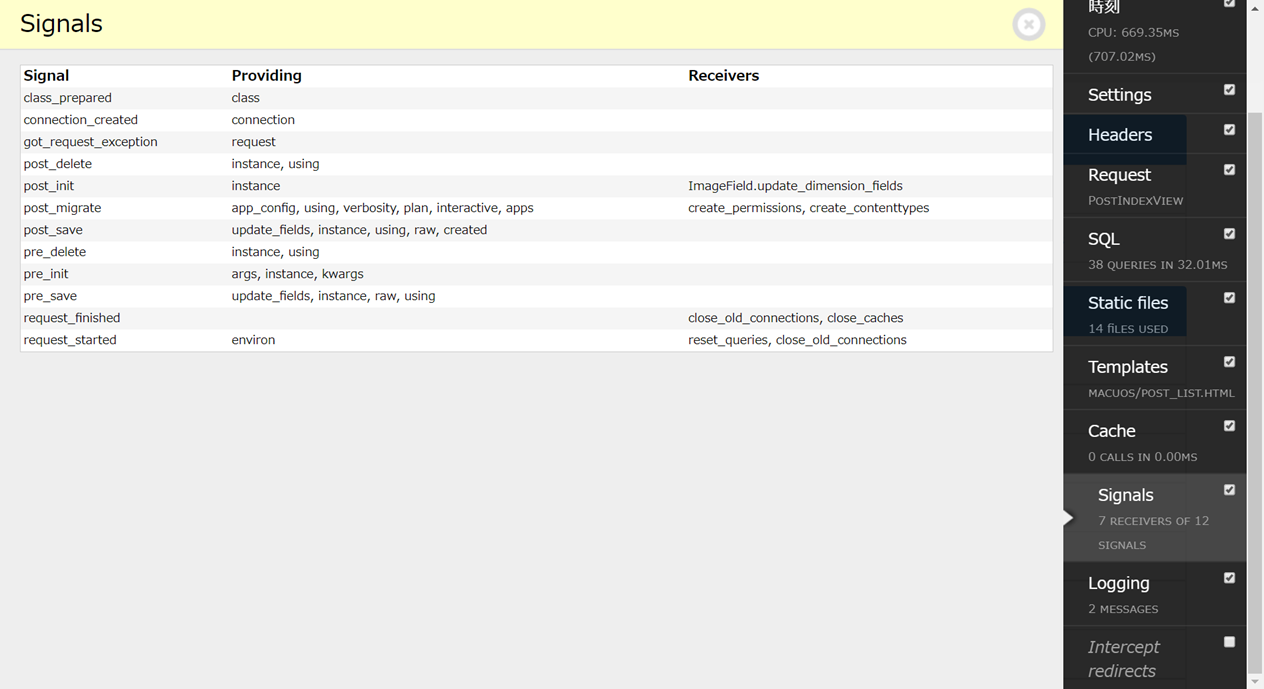 Signals
Signal Providing Receivers
class_prepared class
connection_created connection
got_request_exception request
post_delete instance, using
post_init instance ImageField.update_dimension_fields
post_migrate app_config, using, verbosity, plan, interactive, apps create_permissions, create_contenttypes
post_save update_fields, instance, using, raw, created
pre_delete instance, using
pre_init args, instance, kwargs
pre_save update_fields, instance, raw, using
request_finished close_old_connections, close_caches
request_started environ reset_queries, close_old_connections
時刻
CPU: 669.35MS
(707.02MS)
Settings
Headers
Request
POSTINDEXVIEW
SQL
38 QUERIES IN 32.01MS
Static files
14 fiLES USED
Templates
MACUOS/POST_LIST.HTML
Cache
0 CALLS IN 0.00MS
Signals
7 RECEIVERS OF 12
SIGNALS
Logging
2 MESSAGES
Intercept
redirects